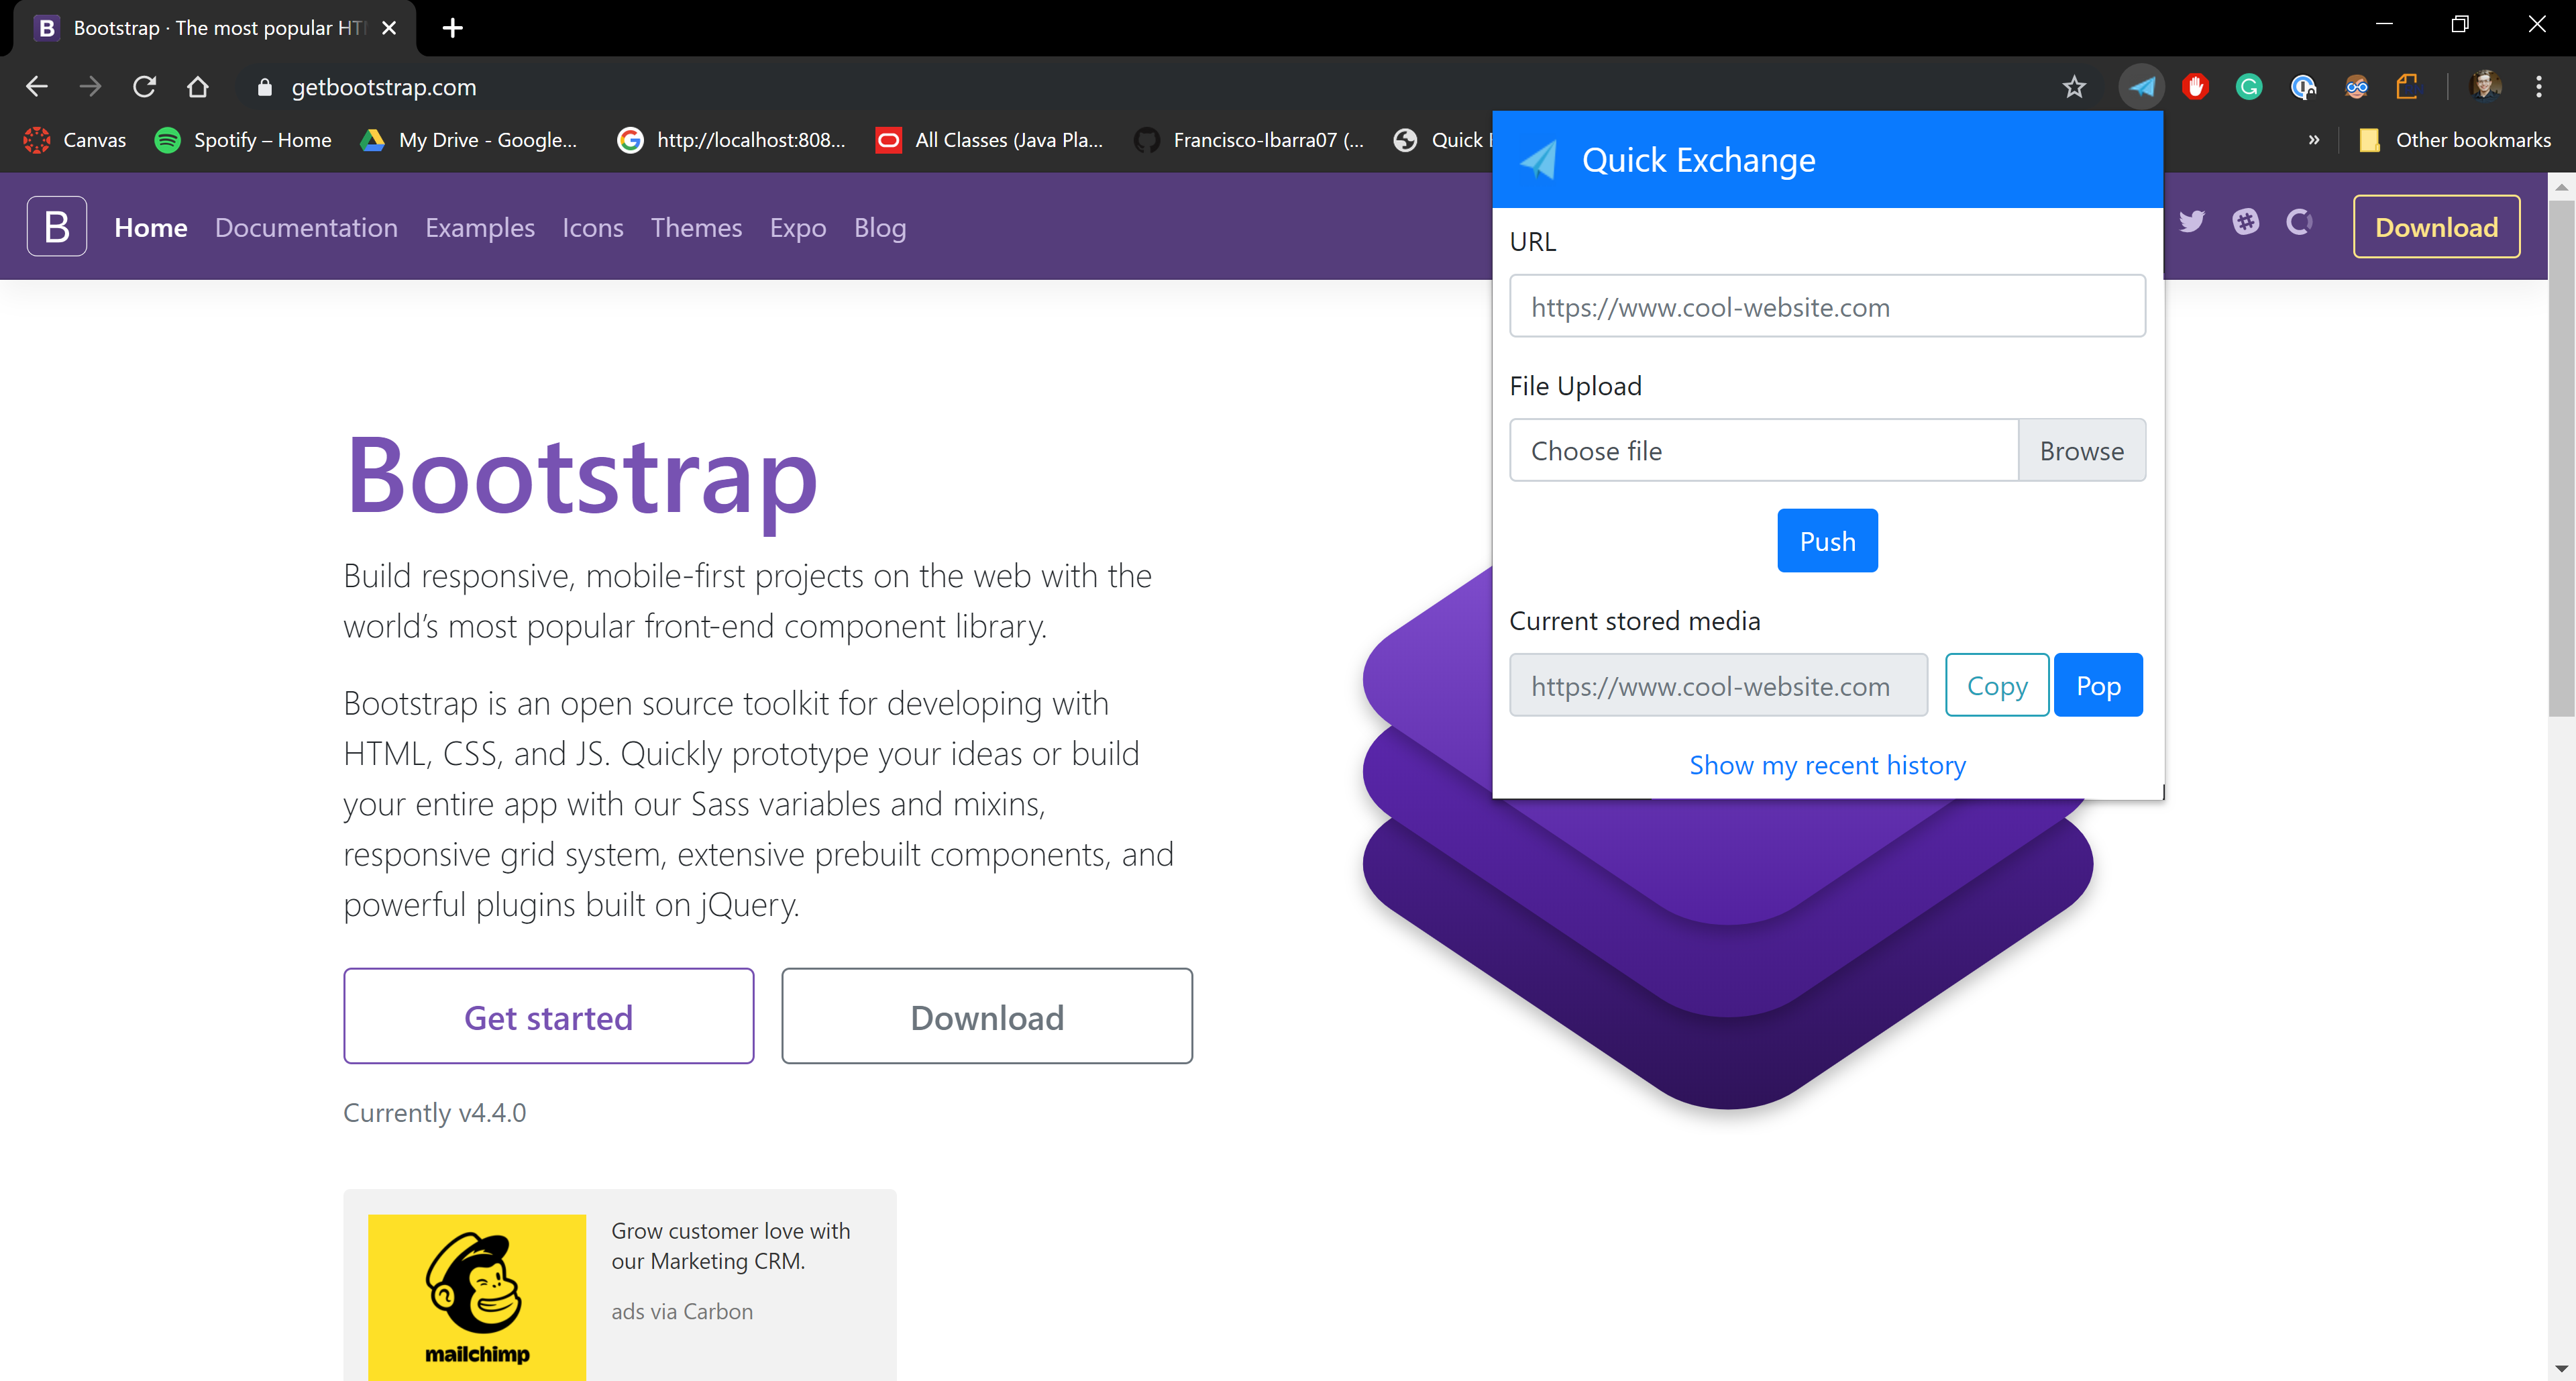 Bootstrap · The most popular HT
getbootstrap.com
Canvas
Spotify – Home
My Drive - Google...
http://localhost:808...
All Classes (Java Pla...
Francisco-Ibarra07 (...
Quick
Other bookmarks
B
Home
Documentation
Examples
Icons
Themes
Expo
Blog
Download
Quick Exchange
URL
https://www.cool-website.com
File Upload
Choose file
Browse
Push
Current stored media
https://www.cool-website.com
Copy
Pop
Show my recent history
Bootstrap
Build responsive, mobile-first projects on the web with the
world’s most popular front-end component library.
Bootstrap is an open source toolkit for developing with
HTML, CSS, and JS. Quickly prototype your ideas or build
your entire app with our Sass variables and mixins,
responsive grid system, extensive prebuilt components, and
powerful plugins built on jQuery.
Get started
Download
Currently v4.4.0
mailchimp
Grow customer love with
our Marketing CRM.
ads via Carbon